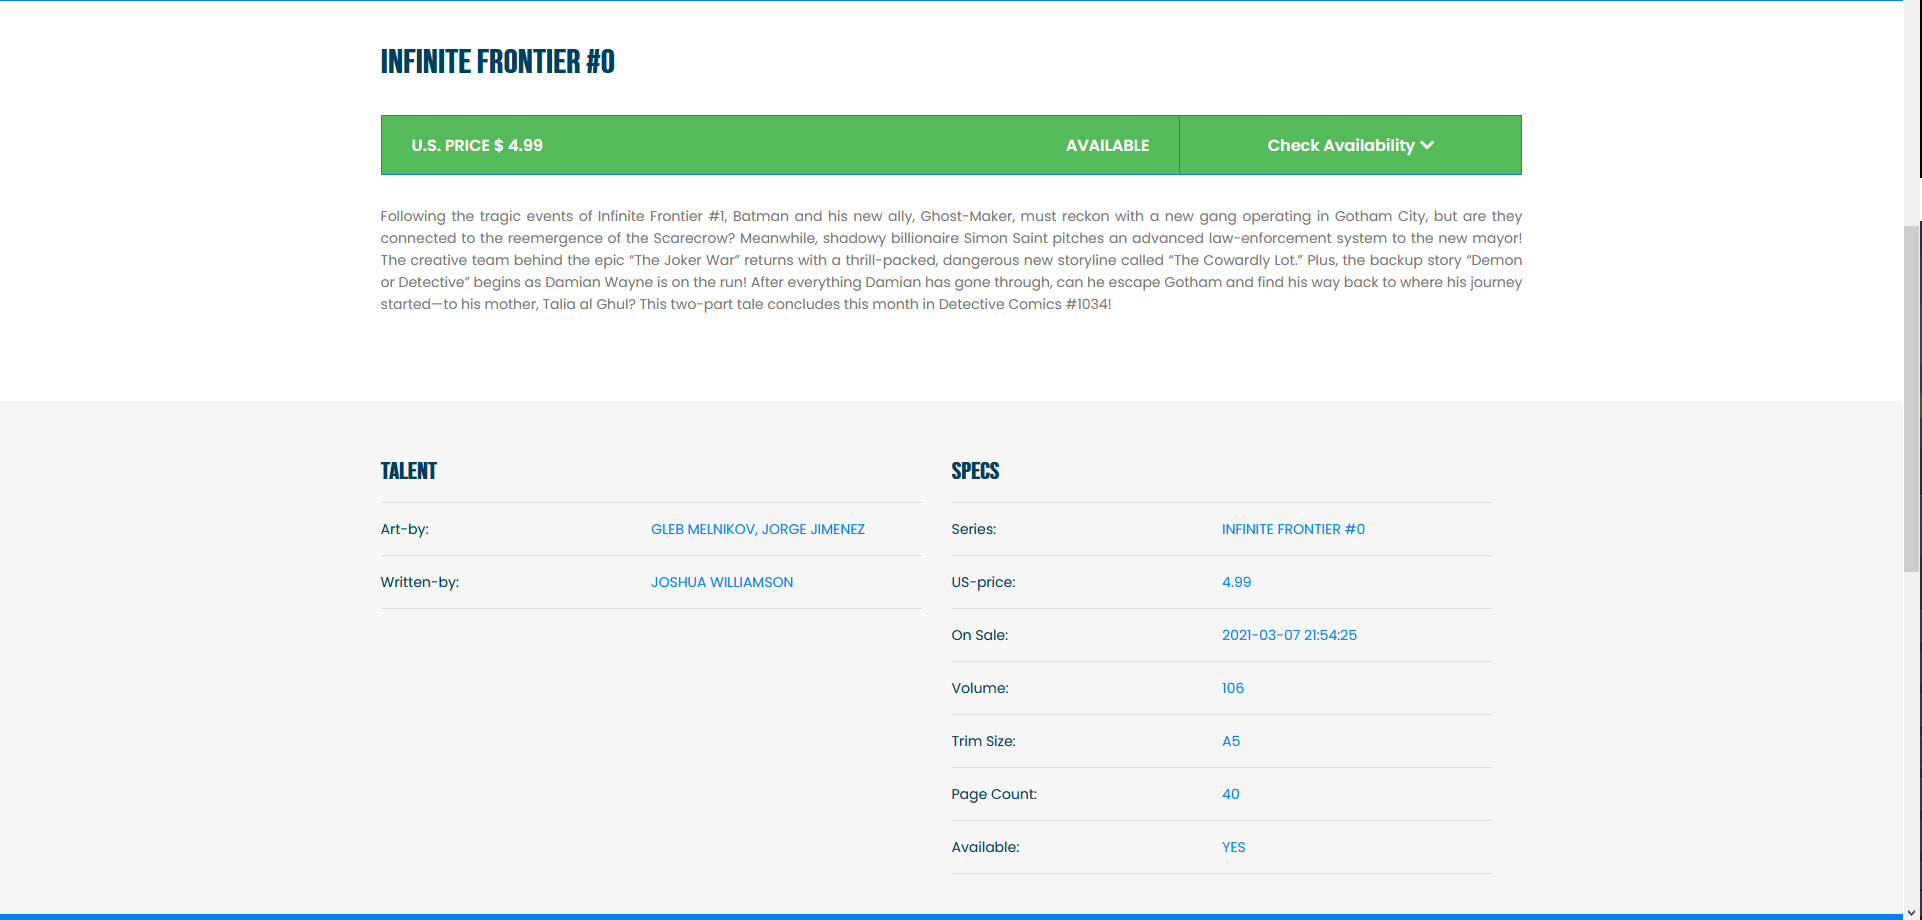 INFINITE FRONTIER #0
U.S. PRICE $ 4.99 AVAILABLE Check Availability
Following the tragic events of Infinite Frontier #1, Batman and his new ally, Ghost-Maker, must reckon with a new gang operating in Gotham City, but are they
connected to the reemergence of the Scarecrow? Meanwhile, shadowy billionaire Simon Saint pitches an advanced law-enforcement system to the new mayor!
The creative team behind the epic “The Joker War” returns with a thrill-packed, dangerous new storyline called “The Cowardly Lot.” Plus, the backup story “Demon
or Detective” begins as Damian Wayne is on the run! After everything Damian has gone through, can he escape Gotham and find his way back to where his journey
started—to his mother, Talia al Ghul? This two-part tale concludes this month in Detective Comics #1034!
TALENT
Art-by: GLEB MELNIKOV, JORGE JIMENEZ
Written-by: JOSHUA WILLIAMSON
SPECS
Series: INFINITE FRONTIER #0
US-price: 4.99
On Sale: 2021-03-07 21:54:25
Volume: 106
Trim Size: A5
Page Count: 40
Available: YES